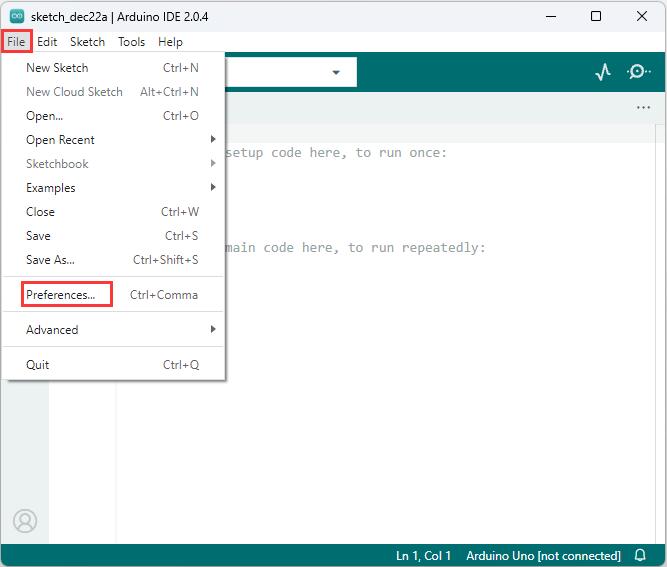 sketch_dec22a | Arduino IDE 2.0.4
File Edit Sketch Tools Help
New Sketch Ctrl+N
New Cloud Sketch Alt+Ctrl+N
Open... Ctrl+O
Open Recent
Sketchbook
Examples
Close Ctrl+W
Save Ctrl+S
Save As... Ctrl+Shift+S
Preferences... Ctrl+Comma
Advanced
Quit Ctrl+Q
setup code here, to run once:
main code here, to run repeatedly:
Ln 1, Col 1 Arduino Uno [not connected]